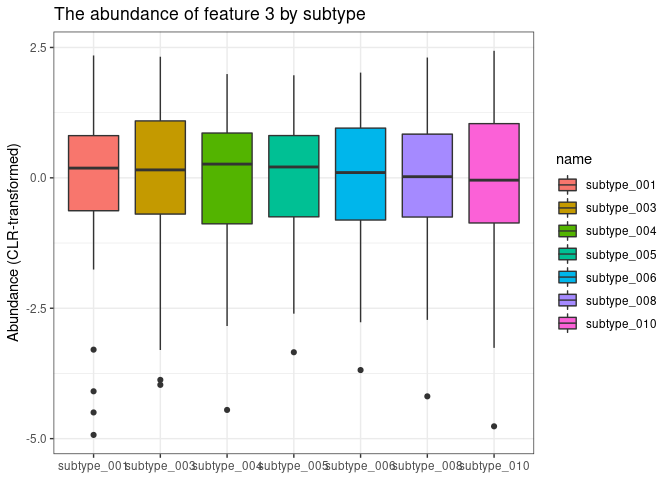 The abundance of feature 3 by subtype
Abundance (CLR-transformed)
2.5
0.0
-2.5
-5.0
subtype_001 subtype_003 subtype_004 subtype_005 subtype_006 subtype_008 subtype_010
name
subtype_001
subtype_003
subtype_004
subtype_005
subtype_006
subtype_008
subtype_010